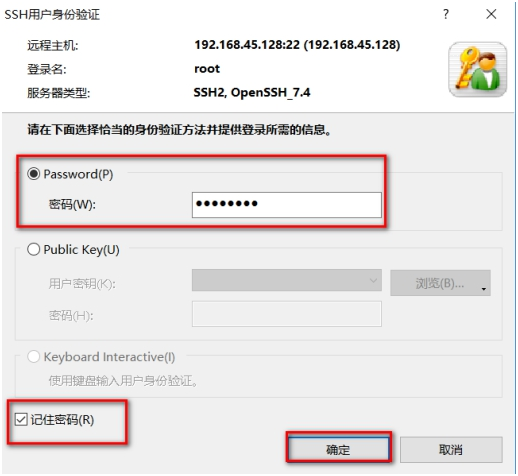 SSH用户身份验证
? ×
远程主机: 192.168.45.128:22 (192.168.45.128)
登录名: root
服务器类型: SSH2, OpenSSH_7.4
请在下面选择恰当的身份验证方法并提供登录所需的信息。
Password(P)
密码(W): ●●●●●●●●
Public Key(U)
用户密钥(K): 浏览(B)...
密码(H):
Keyboard Interactive(I)
使用键盘输入用户身份验证。
记住密码(R)
确定 取消